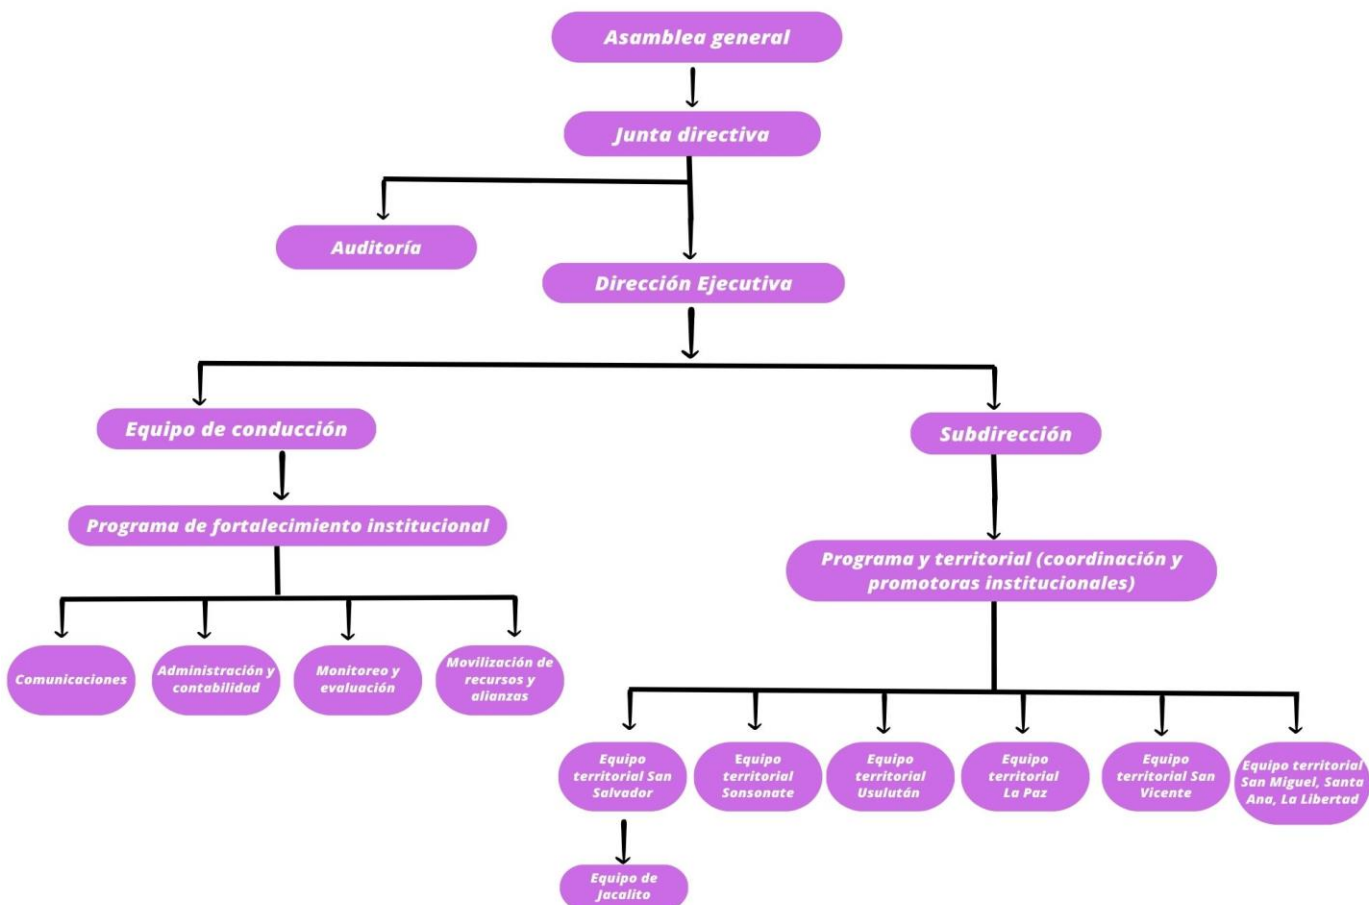 Asamblea general
Junta directiva
Auditoría
Dirección Ejecutiva
Equipo de conducción
Subdirección
Programa de fortalecimiento institucional
Programa y territorial (coordinación y
promotoras institucionales)
Comunicaciones
Administración y
contabilidad
Monitoreo y
evaluación
Movilización de
recursos y
alianzas
Equipo
territorial San
Salvador
Equipo
territorial
Sonsonate
Equipo
territorial
Usulután
Equipo
territorial
La Paz
Equipo
territorial San
Vicente
Equipo territorial
San Miguel, Santa
Ana, La Libertad
Equipo de
Jacalito